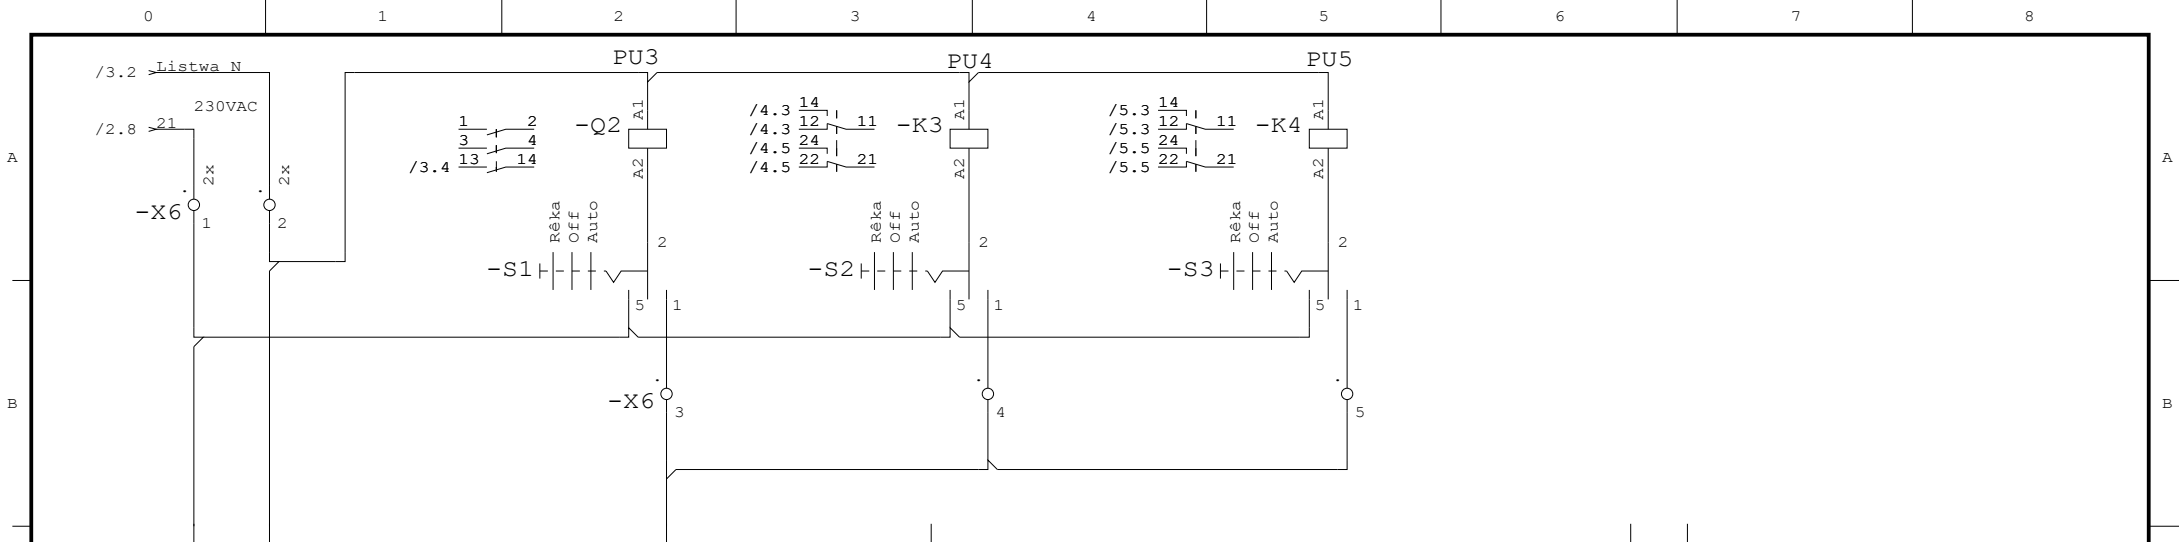 0 1 2 3 4 5 6 7 8
PU3 PU4 PU5
/3.2 Listwa N
230VAC
/2.8 21
A A
1 2
3 4
/3.4 13 14
-Q2 A1 A2
/4.3 14
/4.3 12 11
/4.5 24
/4.5 22 21
-K3 A1 A2
/5.3 14
/5.3 12 11
/5.5 24
/5.5 22 21
-K4 A1 A2
2x 2x
-X6 1 2
Rêka Off Auto 2
Rêka Off Auto 2
Rêka Off Auto 2
-S1 -S2 -S3
5 1 5 1 5 1
B B
-X6 3 4 5